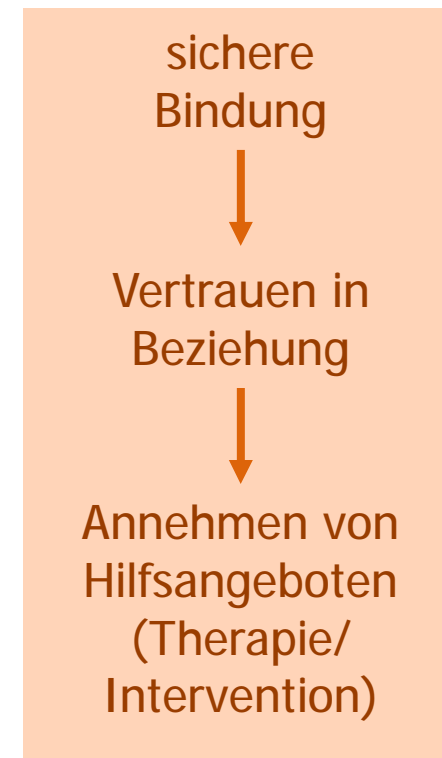 sichere
Bindung
Vertrauen in
Beziehung
Annehmen von
Hilfsangeboten
(Therapie/
Intervention)